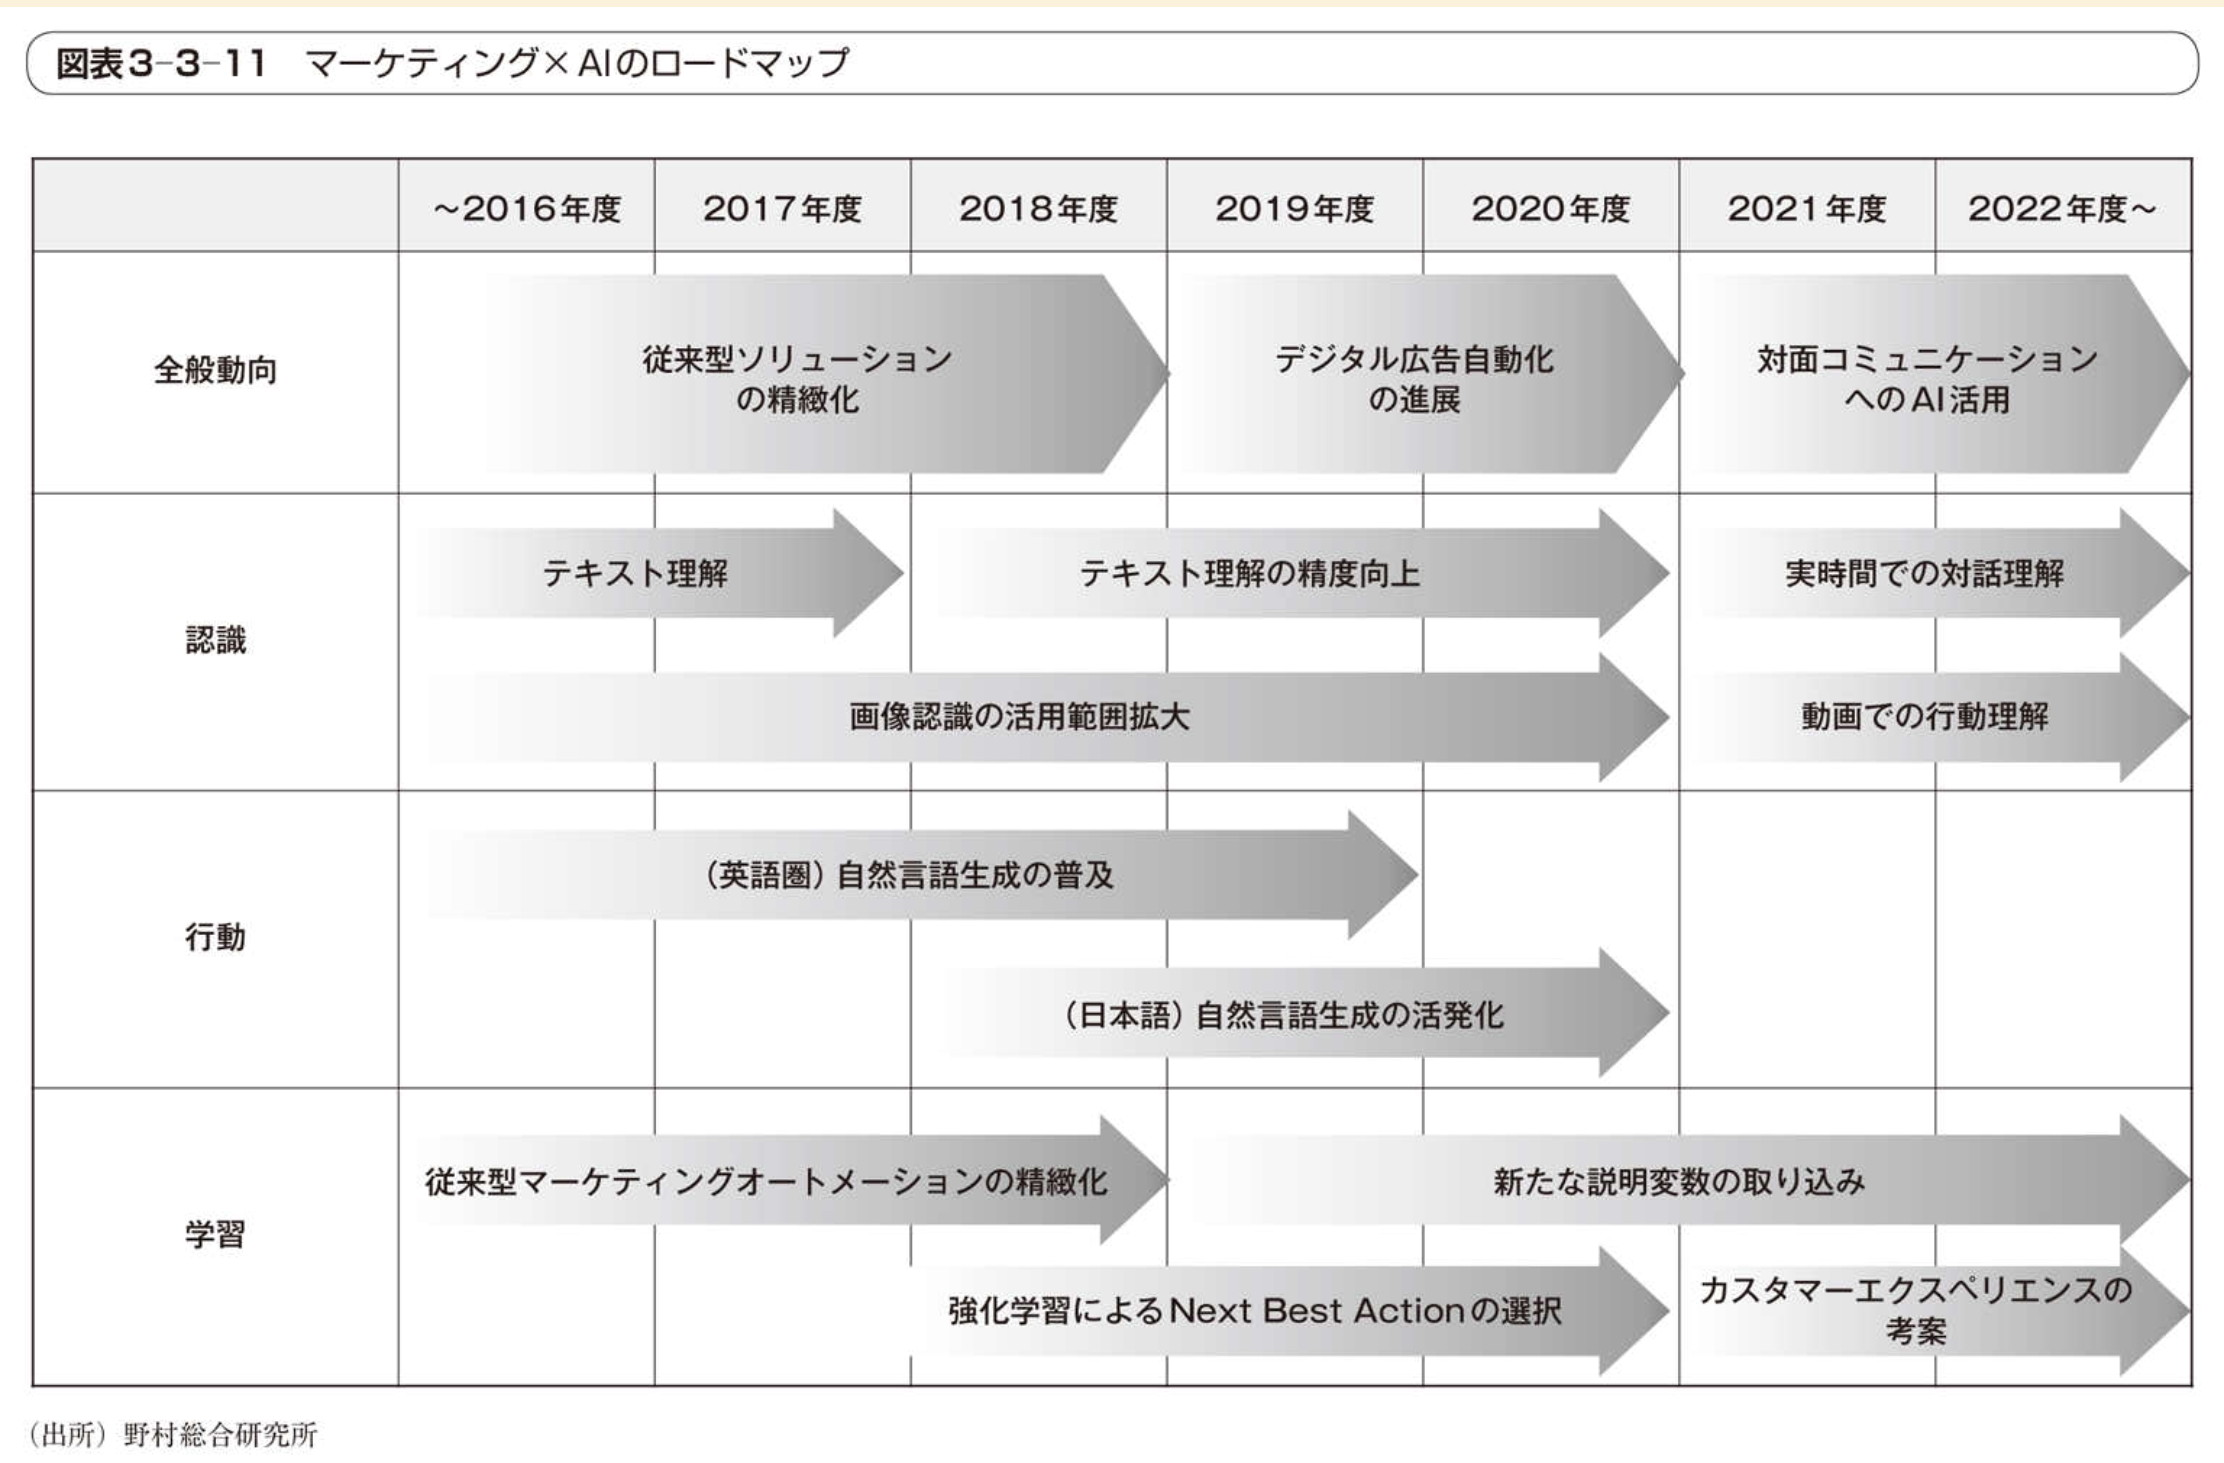 図表3-3-11 マーケティング×AIのロードマップ
～2016年度 2017年度 2018年度 2019年度 2020年度 2021年度 2022年度～
全般動向
従来型ソリューション
の精緻化
デジタル広告自動化
の進展
対面コミュニケーション
へのAI活用
認識
テキスト理解
テキスト理解の精度向上
実時間での対話理解
画像認識の活用範囲拡大
動画での行動理解
行動
（英語圏）自然言語生成の普及
（日本語）自然言語生成の活発化
学習
従来型マーケティングオートメーションの精緻化
新たな説明変数の取り込み
強化学習によるNext Best Actionの選択
カスタマーエクスペリエンスの
考案
（出所）野村総合研究所